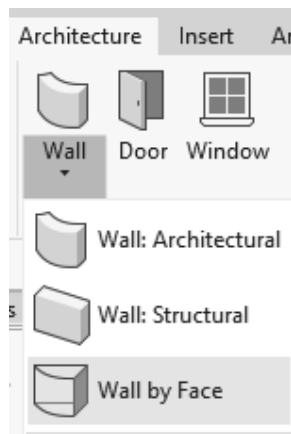 Architecture Insert
Wall Door Window
Wall: Architectural
Wall: Structural
Wall by Face